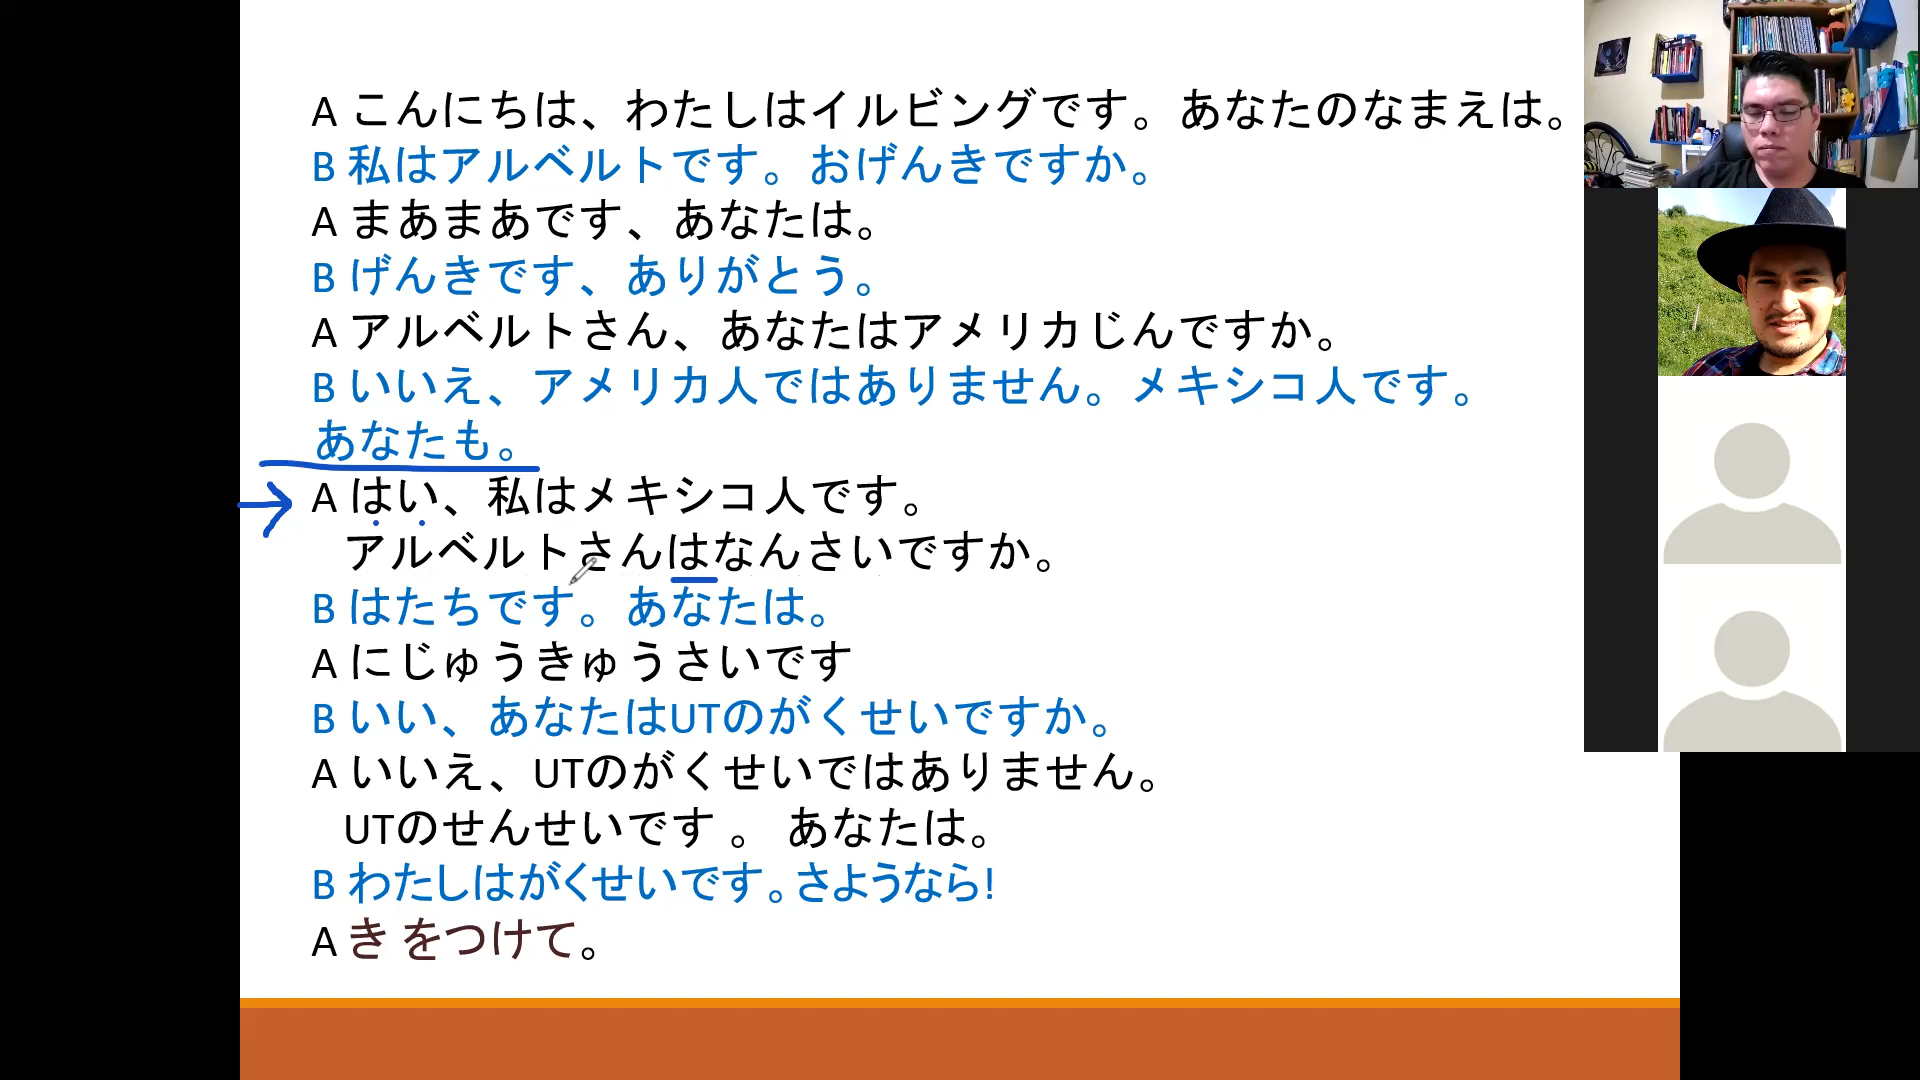 A こんにちは、わたしはイルビングです。あなたのなまえは。
B 私はアルベルトです。おげんきですか。
A まあまあです、あなたは。
B げんきです、ありがとう。
A アルベルトさん、あなたはアメリカじんですか。
B いいえ、アメリカ人ではありません。メキシコ人です。
あなたも。
A はい、私はメキシコ人です。
アルベルトさんはなんさいですか。
B はたちです。あなたは。
A にじゅうきゅうさいです
B いい、あなたはUTのがくせいですか。
A いいえ、UTのがくせいではありません。
UTのせんせいです 。 あなたは。
B わたしはがくせいです。さようなら!
A き をつけて。